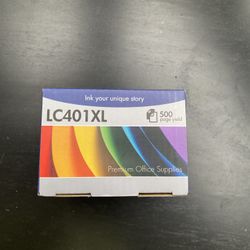 Ink your unique story
LC401XL
500
page yield
Premium Office Supplies